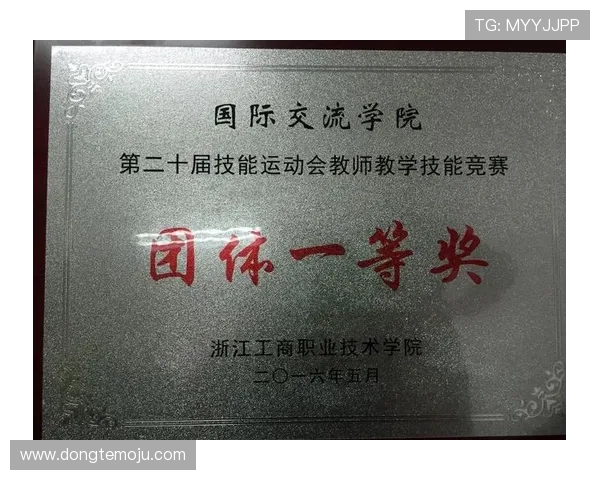 TG: MYYJJPP
国际交流学院
第二十届技能运动会教师教学技能竞赛
团体一等奖
浙江工商职业技术学院
二〇一六年五月
www.dongtemoju.com